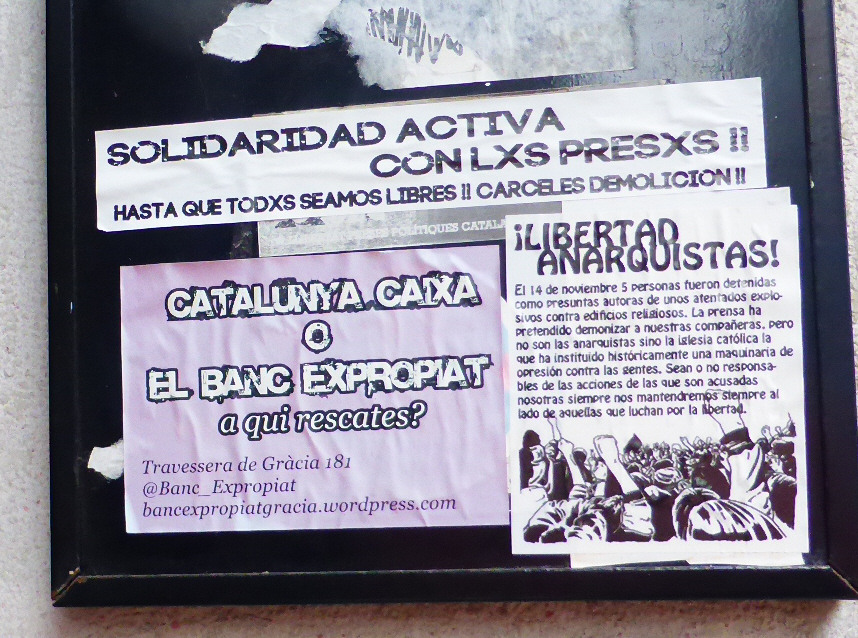 SOLIDARIDAD ACTIVA
CON LXS PRESXS !!
HASTA QUE TODXS SEAMOS LIBRES !! CARCELES DEMOLICION !!
POLÍTIQUES CATALA
CATALUNYA CAIXA
O
EL BANC EXPROPIAT
a qui rescates?
Travessera de Gràcia 181
@Banc_Expropiat
bancexpropiatgracia.wordpress.com
¡LIBERTAD
ANARQUISTAS!
El 14 de noviembre 5 personas fueron detenidas
como presuntas autoras de unos atentados explo-
sivos contra edificios religiosos. La prensa ha
pretendido demonizar a nuestras compañeras, pero
no son las anarquistas sino la iglesia católica la
que ha instituido históricamente una maquinaria de
opresión contra las gentes. Sean o no responsa-
bles de las acciones de las que son acusadas
nosotras siempre nos mantendremos siempre al
lado de aquellas que luchan por la libertad.